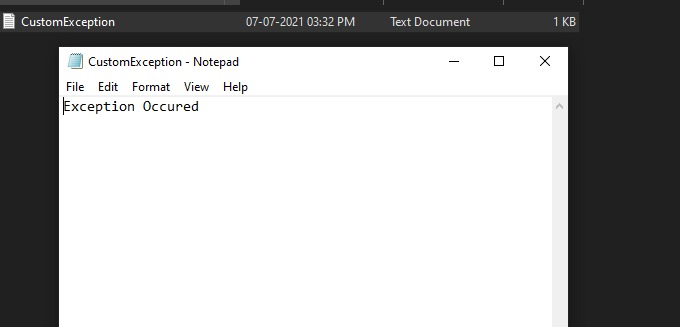 CustomException 07-07-2021 03:32 PM Text Document 1 KB
CustomException - Notepad
File Edit Format View Help
Exception Occured